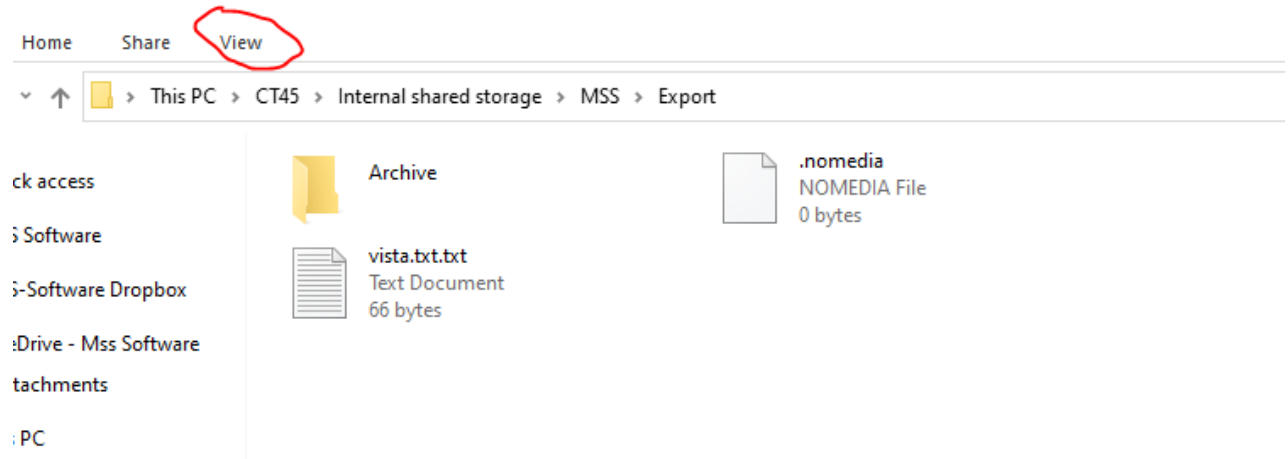 Home Share View
This PC > CT45 > Internal shared storage > MSS > Export
ck access
S Software
S-Software Dropbox
eDrive - Mss Software
tachments
s PC
Archive
.nomedia
NOMEDIA File
0 bytes
vista.txt.txt
Text Document
66 bytes